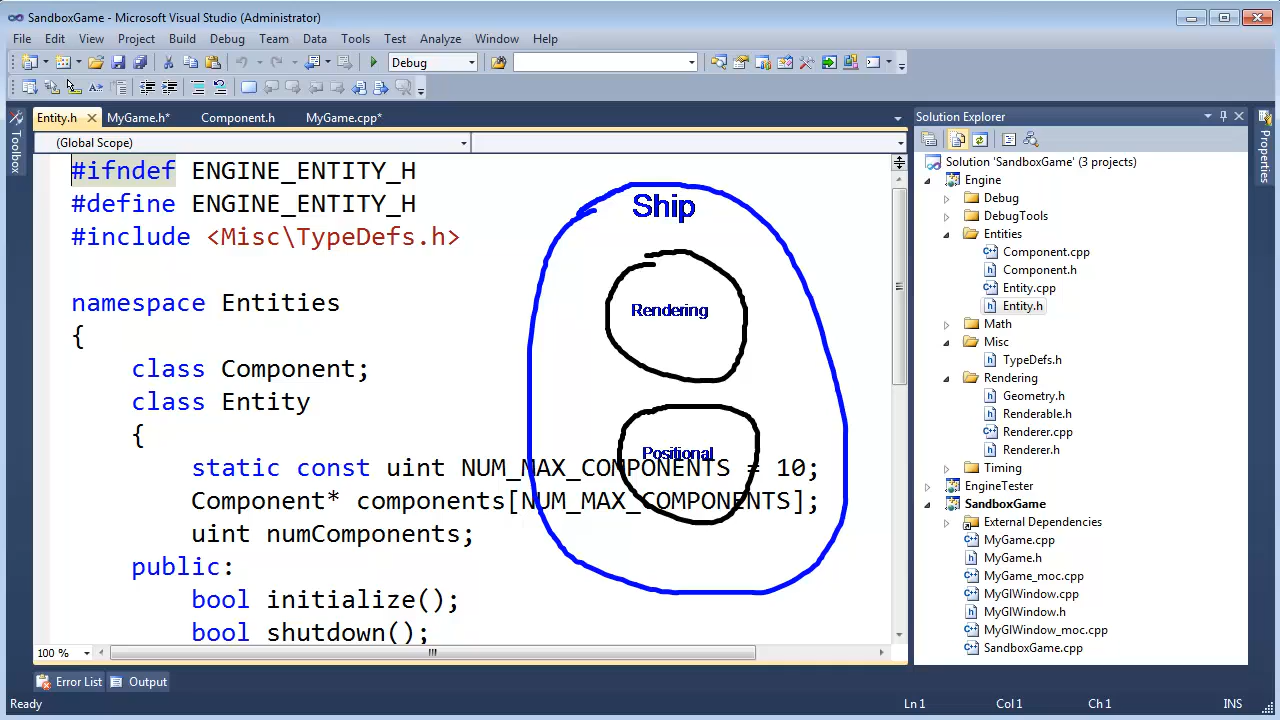 SandboxGame - Microsoft Visual Studio (Administrator)
File Edit View Project Build Debug Team Data Tools Test Analyze Window Help
Debug
Entity.h MyGame.h* Component.h MyGame.cpp*
(Global Scope)
Toolbox
#ifndef ENGINE_ENTITY_H
#define ENGINE_ENTITY_H
#include <Misc\TypeDefs.h>
namespace Entities
{
class Component;
class Entity
{
static const uint NUM_MAX_COMPONENTS = 10;
Component* components[NUM_MAX_COMPONENTS];
uint numComponents;
public:
bool initialize();
bool shutdown();
Ship
Rendering
Positional
100 %
Solution Explorer
Solution 'SandboxGame' (3 projects)
Engine
Debug
DebugTools
Entities
Component.cpp
Component.h
Entity.cpp
Entity.h
Math
Misc
TypeDefs.h
Rendering
Geometry.h
Renderable.h
Renderer.cpp
Renderer.h
Timing
EngineTester
SandboxGame
External Dependencies
MyGame.cpp
MyGame.h
MyGame_moc.cpp
MyGlWindow.cpp
MyGlWindow.h
MyGlWindow_moc.cpp
SandboxGame.cpp
Properties
Error List Output
Ready Ln 1 Col 1 Ch 1 INS